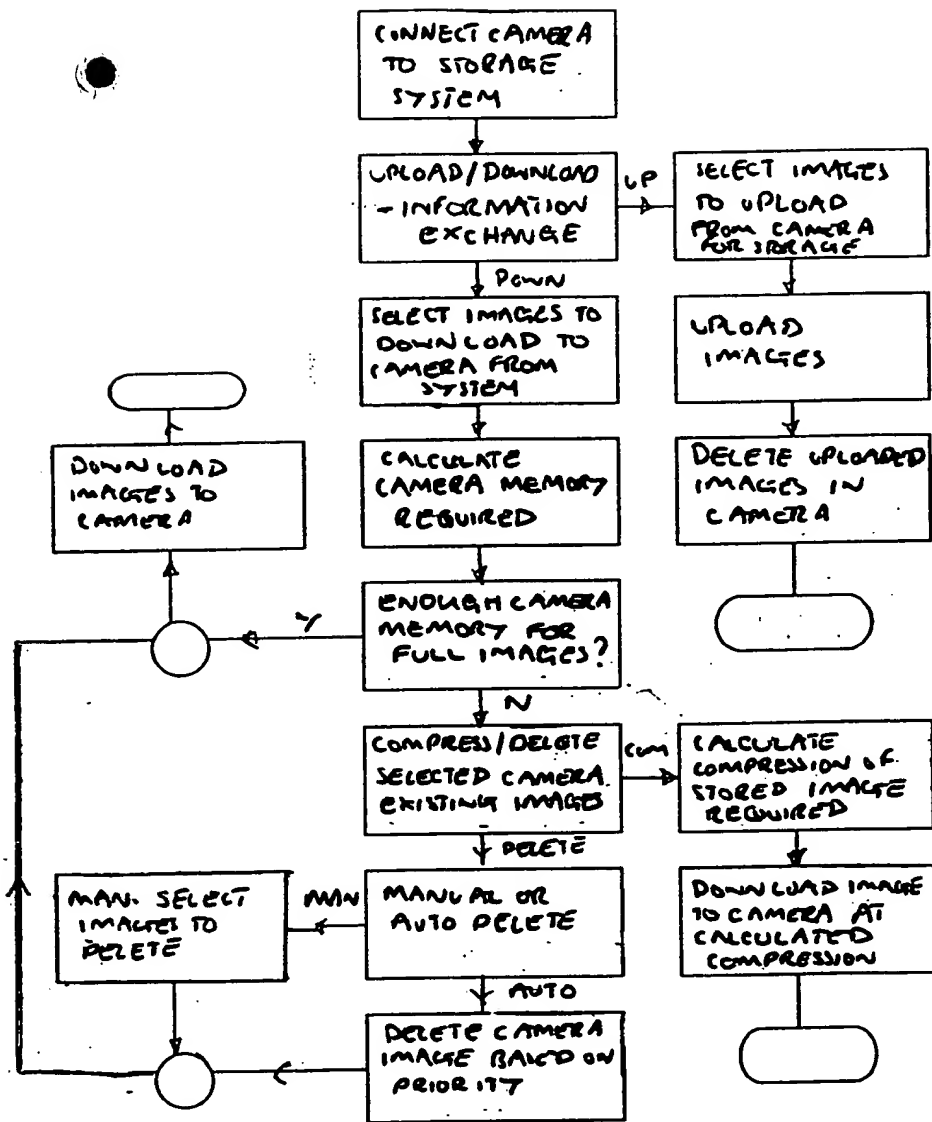 CONNECT CAMERA
TO STORAGE
SYSTEM
UPLOAD/DOWNLOAD
- INFORMATION
EXCHANGE
UP
SELECT IMAGES
TO UPLOAD
FROM CAMERA
FOR STORAGE
DOWN
SELECT IMAGES TO
DOWNLOAD TO
CAMERA FROM
SYSTEM
UPLOAD
IMAGES
DOWNLOAD
IMAGES TO
CAMERA
CALCULATE
CAMERA MEMORY
REQUIRED
DELETE UPLOADED
IMAGES IN
CAMERA
ENOUGH CAMERA
MEMORY FOR
FULL IMAGES?
Y
N
COMPRESS/DELETE
SELECTED CAMERA
EXISTING IMAGES
COM
CALCULATE
COMPRESSION OF
STORED IMAGE
REQUIRED
DELETE
MAN. SELECT
IMAGES TO
DELETE
MAN
MANUAL OR
AUTO DELETE
DOWNLOAD IMAGE
TO CAMERA AT
CALCULATED
COMPRESSION
AUTO
DELETE CAMERA
IMAGE BASED ON
PRIORITY